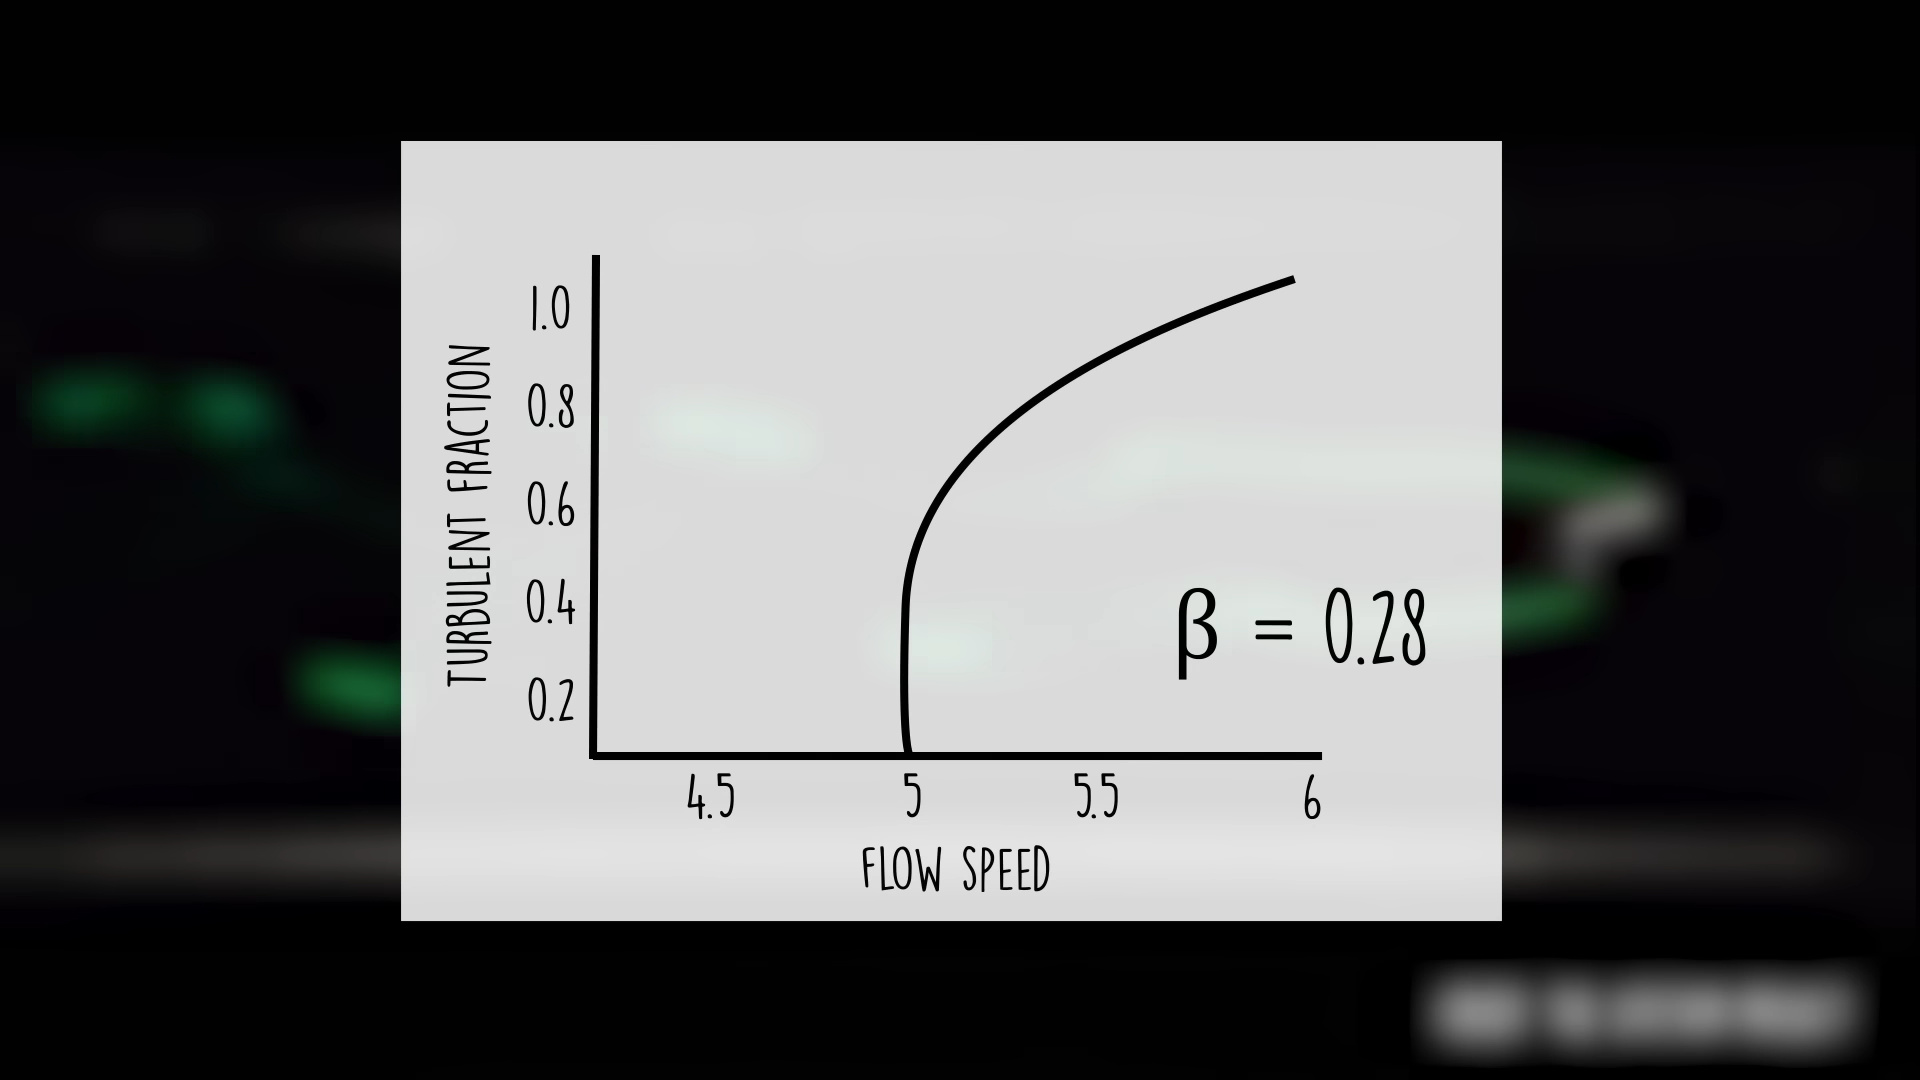 TURBULENT FRACTION
1.0
0.8
0.6
0.4
0.2
β = 0.28
4.5 5 5.5 6
FLOW SPEED